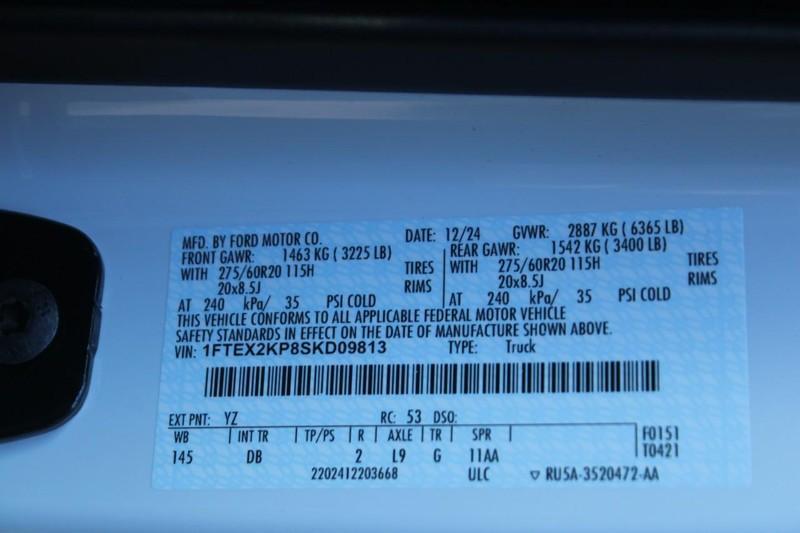 MFD. BY FORD MOTOR CO. DATE: 12/24 GVWR: 2887 KG ( 6365 LB)
FRONT GAWR: 1463 KG ( 3225 LB) REAR GAWR: 1542 KG ( 3400 LB)
WITH 275/60R20 115H TIRES WITH 275/60R20 115H TIRES
20x8.5J RIMS 20x8.5J RIMS
AT 240 kPa/ 35 PSI COLD AT 240 kPa/ 35 PSI COLD
THIS VEHICLE CONFORMS TO ALL APPLICABLE FEDERAL MOTOR VEHICLE
SAFETY STANDARDS IN EFFECT ON THE DATE OF MANUFACTURE SHOWN ABOVE.
VIN: 1FTEX2KP8SKD09813 TYPE: Truck
EXT PNT: YZ RC: 53 DSO:
WB INT TR TP/PS R AXLE TR SPR F0151
145 DB 2 L9 G 11AA T0421
2202412203668 ULC ▽ RU5A-3520472-AA